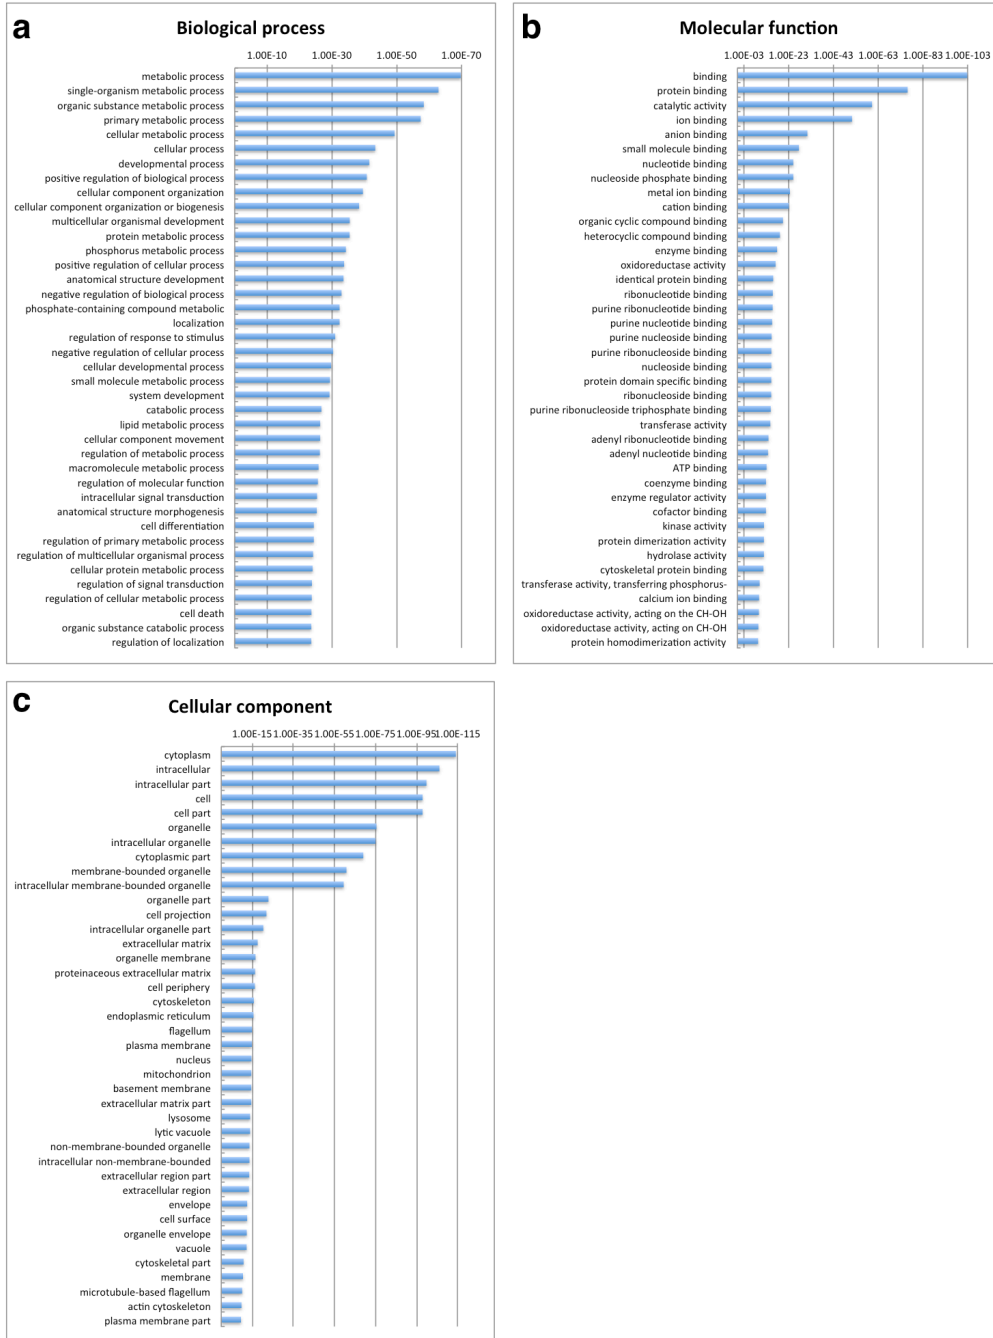 a
Biological process
1.00E-10 1.00E-30 1.00E-50 1.00E-70
metabolic process
single-organism metabolic process
organic substance metabolic process
primary metabolic process
cellular metabolic process
cellular process
developmental process
positive regulation of biological process
cellular component organization
cellular component organization or biogenesis
multicellular organismal development
protein metabolic process
phosphorus metabolic process
positive regulation of cellular process
anatomical structure development
negative regulation of biological process
phosphate-containing compound metabolic
localization
regulation of response to stimulus
negative regulation of cellular process
cellular developmental process
small molecule metabolic process
system development
catabolic process
lipid metabolic process
cellular component movement
regulation of metabolic process
macromolecule metabolic process
regulation of molecular function
intracellular signal transduction
anatomical structure morphogenesis
cell differentiation
regulation of primary metabolic process
regulation of multicellular organismal process
cellular protein metabolic process
regulation of signal transduction
regulation of cellular metabolic process
cell death
organic substance catabolic process
regulation of localization
b
Molecular function
1.00E-03 1.00E-23 1.00E-43 1.00E-63 1.00E-83 1.00E-103
binding
protein binding
catalytic activity
ion binding
anion binding
small molecule binding
nucleotide binding
nucleoside phosphate binding
metal ion binding
cation binding
organic cyclic compound binding
heterocyclic compound binding
enzyme binding
oxidoreductase activity
identical protein binding
ribonucleotide binding
purine ribonucleotide binding
purine nucleotide binding
purine nucleoside binding
purine ribonucleoside binding
nucleoside binding
protein domain specific binding
ribonucleoside binding
purine ribonucleoside triphosphate binding
transferase activity
adenyl ribonucleotide binding
adenyl nucleotide binding
ATP binding
coenzyme binding
enzyme regulator activity
cofactor binding
kinase activity
protein dimerization activity
hydrolase activity
cytoskeletal protein binding
transferase activity, transferring phosphorus-
calcium ion binding
oxidoreductase activity, acting on the CH-OH
oxidoreductase activity, acting on CH-OH
protein homodimerization activity
c
Cellular component
1.00E-15 1.00E-35 1.00E-55 1.00E-75 1.00E-95 1.00E-115
cytoplasm
intracellular
intracellular part
cell
cell part
organelle
intracellular organelle
cytoplasmic part
membrane-bounded organelle
intracellular membrane-bounded organelle
organelle part
cell projection
intracellular organelle part
extracellular matrix
organelle membrane
proteinaceous extracellular matrix
cell periphery
cytoskeleton
endoplasmic reticulum
flagellum
plasma membrane
nucleus
mitochondrion
basement membrane
extracellular matrix part
lysosome
lytic vacuole
non-membrane-bounded organelle
intracellular non-membrane-bounded
extracellular region part
extracellular region
envelope
cell surface
organelle envelope
vacuole
cytoskeletal part
membrane
microtubule-based flagellum
actin cytoskeleton
plasma membrane part